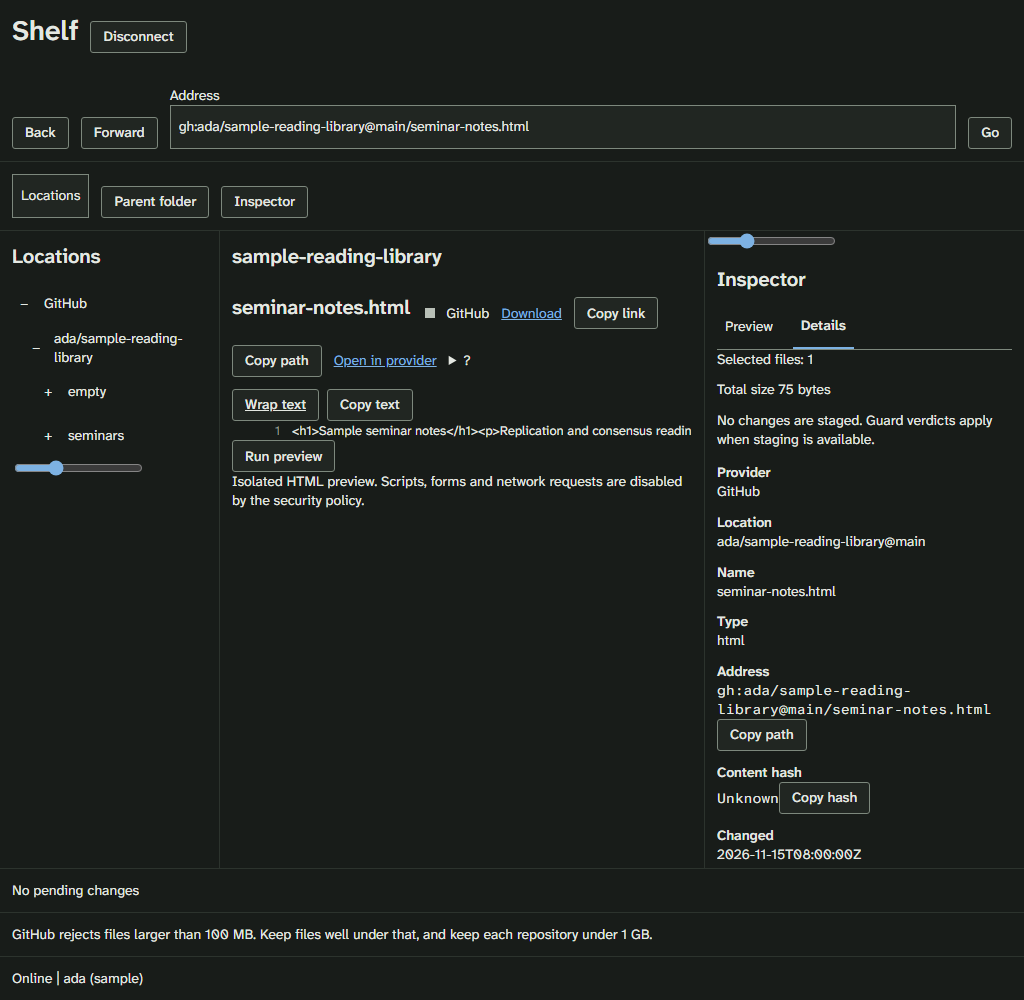 Shelf
Disconnect
Address
Back
Forward
gh:ada/sample-reading-library@main/seminar-notes.html
Go
Locations
Parent folder
Inspector
Locations
– GitHub
– ada/sample-reading-
library
+ empty
+ seminars
sample-reading-library
seminar-notes.html
GitHub
Download
Copy link
Copy path
Open in provider
?
Wrap text
Copy text
1 <h1>Sample seminar notes</h1><p>Replication and consensus readin
Run preview
Isolated HTML preview. Scripts, forms and network requests are disabled
by the security policy.
Inspector
Preview
Details
Selected files: 1
Total size 75 bytes
No changes are staged. Guard verdicts apply
when staging is available.
Provider
GitHub
Location
ada/sample-reading-library@main
Name
seminar-notes.html
Type
html
Address
gh:ada/sample-reading-
library@main/seminar-notes.html
Copy path
Content hash
Unknown
Copy hash
Changed
2026-11-15T08:00:00Z
No pending changes
GitHub rejects files larger than 100 MB. Keep files well under that, and keep each repository under 1 GB.
Online | ada (sample)